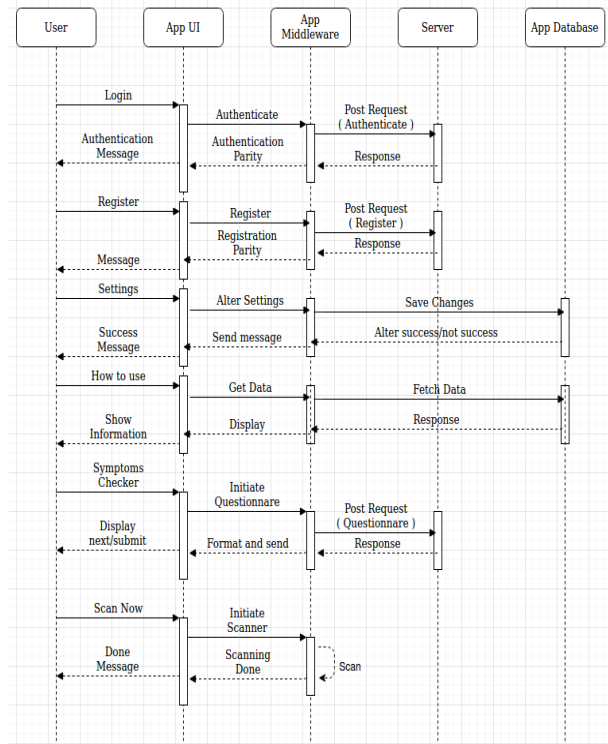 User
App UI
App
Middleware
Server
App Database
Login
Authenticate
Post Request
( Authenticate )
Authentication
Message
Authentication
Parity
Response
Register
Register
Post Request
( Register )
Registration
Parity
Response
Message
Settings
Alter Settings
Save Changes
Success
Message
Send message
Alter success/not success
How to use
Get Data
Fetch Data
Show
Information
Display
Response
Symptoms
Checker
Initiate
Questionnare
Post Request
( Questionnare )
Display
next/submit
Format and send
Response
Scan Now
Initiate
Scanner
Done
Message
Scanning
Done
Scan